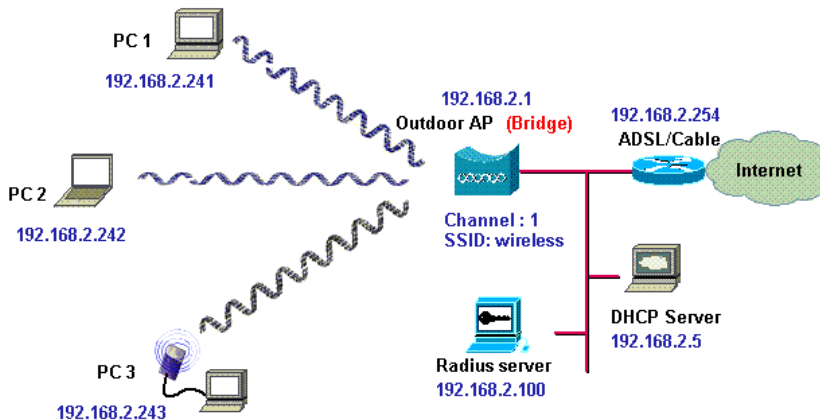 PC 1
192.168.2.241
192.168.2.1
Outdoor AP (Bridge)
192.168.2.254
ADSL/Cable
Internet
PC 2
192.168.2.242
Channel : 1
SSID: wireless
DHCP Server
192.168.2.5
Radius server
192.168.2.100
PC 3
192.168.2.243